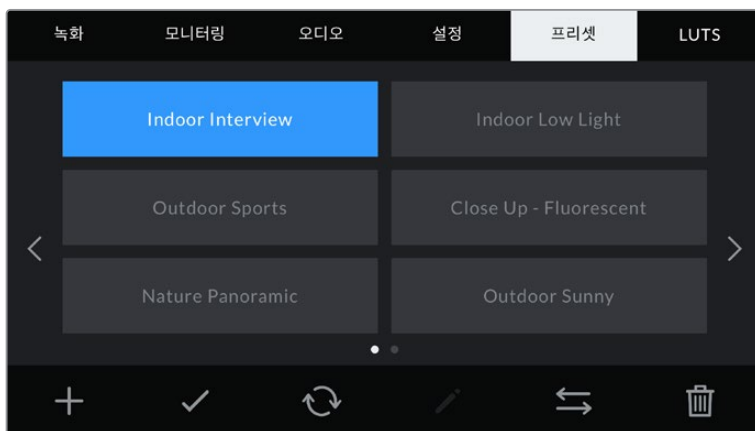 녹화 모니터링 오디오 설정 프리셋 LUTS
Indoor Interview Indoor Low Light
Outdoor Sports Close Up - Fluorescent
Nature Panoramic Outdoor Sunny